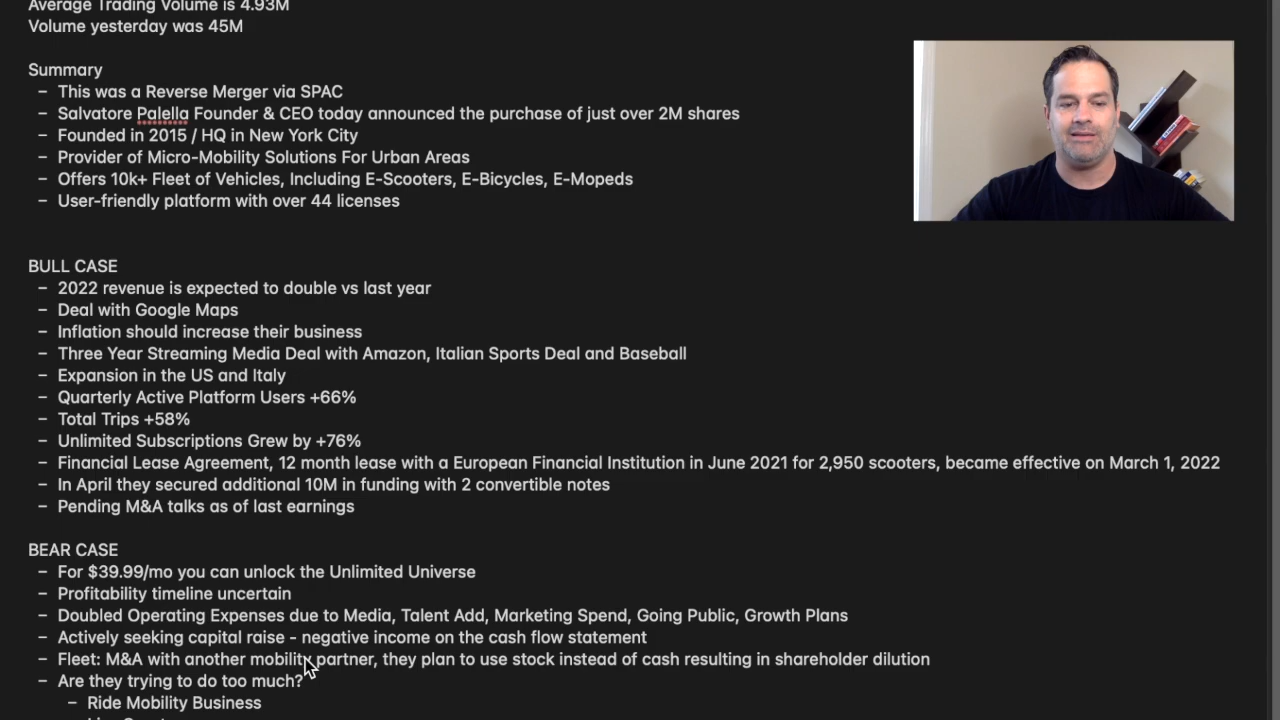 Average Trading Volume is 4.93M
Volume yesterday was 45M
Summary
– This was a Reverse Merger via SPAC
– Salvatore Palella Founder & CEO today announced the purchase of just over 2M shares
– Founded in 2015 / HQ in New York City
– Provider of Micro-Mobility Solutions For Urban Areas
– Offers 10k+ Fleet of Vehicles, Including E-Scooters, E-Bicycles, E-Mopeds
– User-friendly platform with over 44 licenses
BULL CASE
– 2022 revenue is expected to double vs last year
– Deal with Google Maps
– Inflation should increase their business
– Three Year Streaming Media Deal with Amazon, Italian Sports Deal and Baseball
– Expansion in the US and Italy
– Quarterly Active Platform Users +66%
– Total Trips +58%
– Unlimited Subscriptions Grew by +76%
– Financial Lease Agreement, 12 month lease with a European Financial Institution in June 2021 for 2,950 scooters, became effective on March 1, 2022
– In April they secured additional 10M in funding with 2 convertible notes
– Pending M&A talks as of last earnings
BEAR CASE
– For $39.99/mo you can unlock the Unlimited Universe
– Profitability timeline uncertain
– Doubled Operating Expenses due to Media, Talent Add, Marketing Spend, Going Public, Growth Plans
– Actively seeking capital raise - negative income on the cash flow statement
– Fleet: M&A with another mobility partner, they plan to use stock instead of cash resulting in shareholder dilution
– Are they trying to do too much?
– Ride Mobility Business